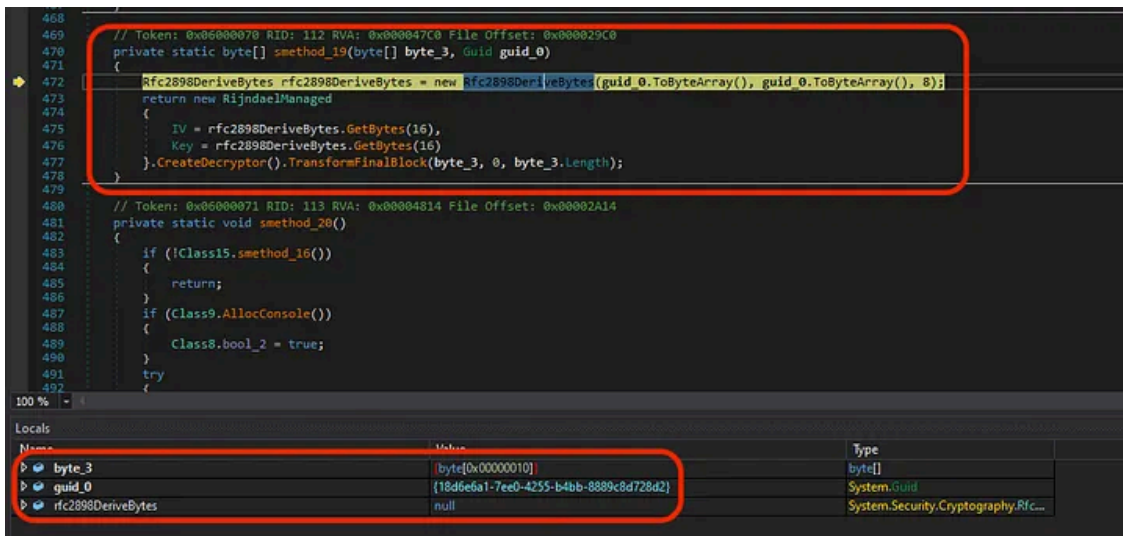 468
469 // Token: 0x06000070 RID: 112 RVA: 0x000047C0 File Offset: 0x000029C0
470 private static byte[] smethod_19(byte[] byte_3, Guid guid_0)
471 {
472 Rfc2898DeriveBytes rfc2898DeriveBytes = new Rfc2898DeriveBytes(guid_0.ToByteArray(), guid_0.ToByteArray(), 8);
473 return new RijndaelManaged
474 {
475 IV = rfc2898DeriveBytes.GetBytes(16),
476 Key = rfc2898DeriveBytes.GetBytes(16)
477 }.CreateDecryptor().TransformFinalBlock(byte_3, 0, byte_3.Length);
478 }
479
480 // Token: 0x06000071 RID: 113 RVA: 0x00004814 File Offset: 0x00002A14
481 private static void smethod_20()
482 {
483 if (!Class15.smethod_16())
484 {
485 return;
486 }
487 if (Class9.AllocConsole())
488 {
489 Class8.bool_2 = true;
490 }
491 try
492 {
100 %
Locals
Name Value Type
byte_3 {byte[0x00000010]} byte[]
guid_0 {18d6e6a1-7ee0-4255-b4bb-8889c8d728d2} System.Guid
rfc2898DeriveBytes null System.Security.Cryptography.Rfc...